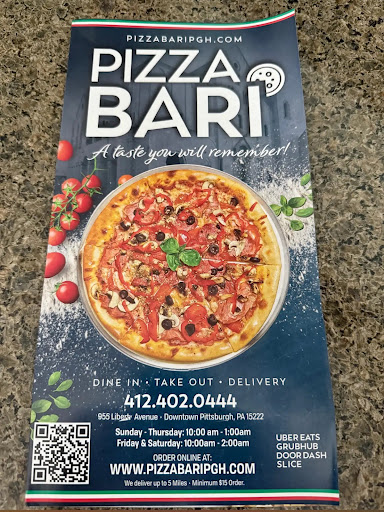 PIZZABARIPGH.COM
PIZZA
BARI
A taste you will remember!
DINE IN • TAKE OUT • DELIVERY
412.402.0444
955 Liberty Avenue • Downtown Pittsburgh, PA 15222
Sunday - Thursday: 10:00 am - 1:00am
Friday & Saturday: 10:00am - 2:00am
ORDER ONLINE AT:
WWW.PIZZABARIPGH.COM
We deliver up to 5 Miles • Minimum $15 Order.
UBER EATS
GRUBHUB
DOOR DASH
SLICE